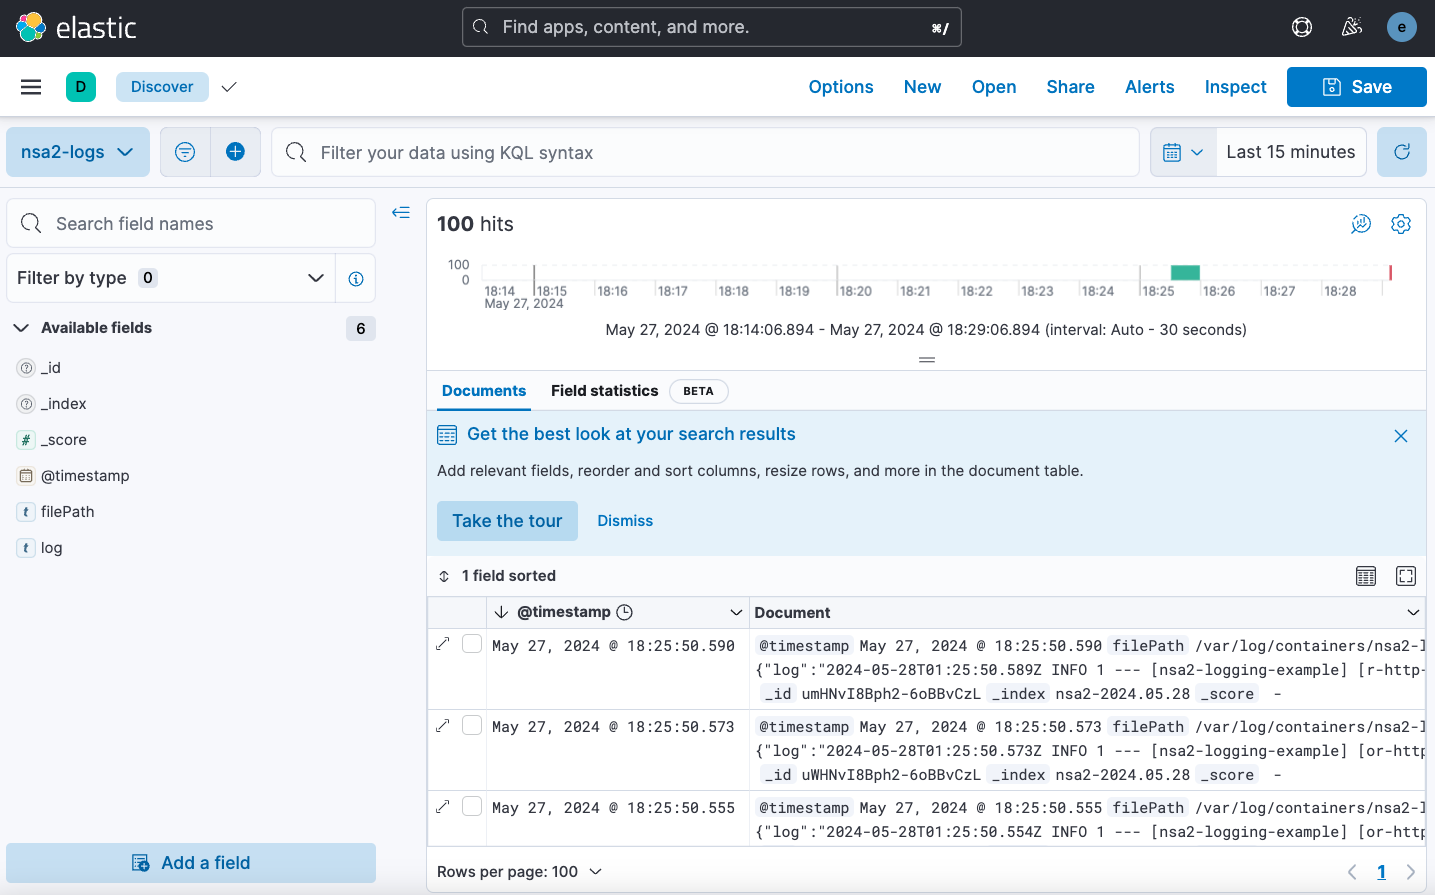 elastic
Find apps, content, and more.
⌘/
e
D
Discover
Options
New
Open
Share
Alerts
Inspect
Save
nsa2-logs
Filter your data using KQL syntax
Last 15 minutes
Search field names
Filter by type 0
Available fields
6
_id
_index
# _score
@timestamp
t filePath
t log
Add a field
100 hits
100
0
18:14 18:15 18:16 18:17 18:18 18:19 18:20 18:21 18:22 18:23 18:24 18:25 18:26 18:27 18:28
May 27, 2024
May 27, 2024 @ 18:14:06.894 - May 27, 2024 @ 18:29:06.894 (interval: Auto - 30 seconds)
Documents
Field statistics
BETA
Get the best look at your search results
Add relevant fields, reorder and sort columns, resize rows, and more in the document table.
Take the tour
Dismiss
1 field sorted
@timestamp
Document
May 27, 2024 @ 18:25:50.590
@timestamp May 27, 2024 @ 18:25:50.590 filePath /var/log/containers/nsa2-l
{"log":"2024-05-28T01:25:50.589Z INFO 1 --- [nsa2-logging-example] [r-http-
_id umHNvI8Bph2-6oBBvCzL _index nsa2-2024.05.28 _score -
May 27, 2024 @ 18:25:50.573
@timestamp May 27, 2024 @ 18:25:50.573 filePath /var/log/containers/nsa2-l
{"log":"2024-05-28T01:25:50.573Z INFO 1 --- [nsa2-logging-example] [or-http
_id uWHNvI8Bph2-6oBBvCzL _index nsa2-2024.05.28 _score -
May 27, 2024 @ 18:25:50.555
@timestamp May 27, 2024 @ 18:25:50.555 filePath /var/log/containers/nsa2-l
{"log":"2024-05-28T01:25:50.554Z INFO 1 --- [nsa2-logging-example] [or-http
Rows per page: 100
1